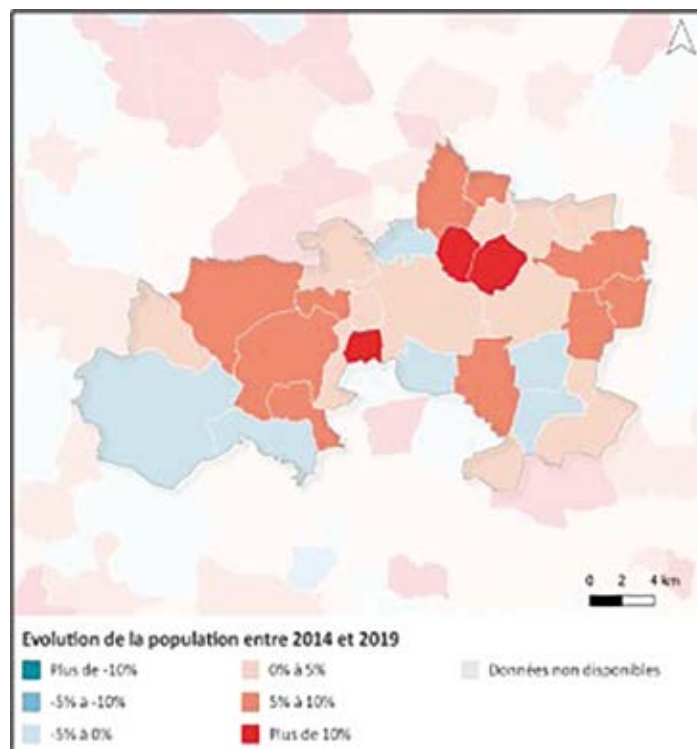 0 2 4 km
Evolution de la population entre 2014 et 2019
Plus de -10%
0% à 5%
Données non disponibles
-5% à -10%
5% à 10%
-5% à 0%
Plus de 10%